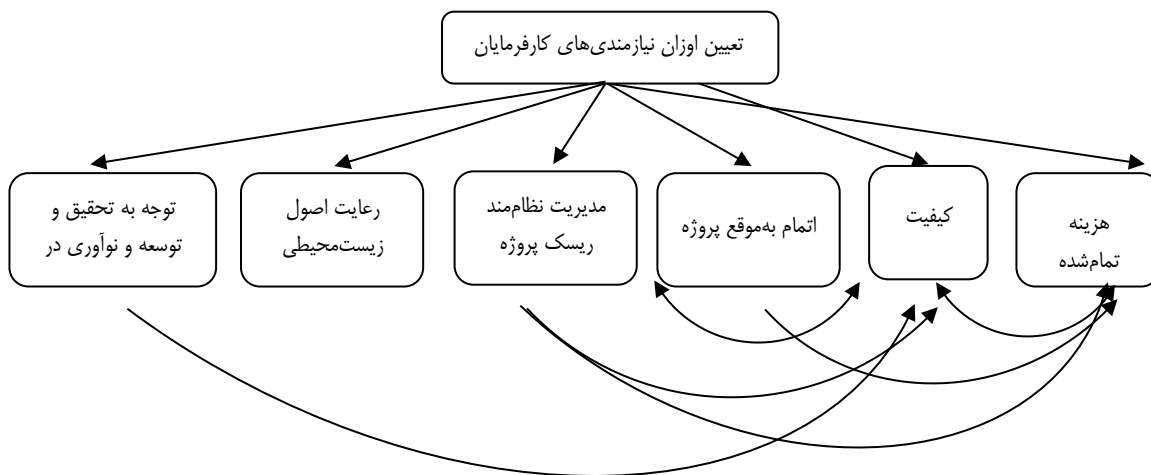 تعیین اوزان نیازمندی‌های کارفرمایان
هزینه
تمام‌شده
کیفیت
اتمام به‌موقع پروژه
مدیریت نظام‌مند
ریسک پروژه
رعایت اصول
زیست‌محیطی
توجه به تحقیق و
توسعه و نوآوری در